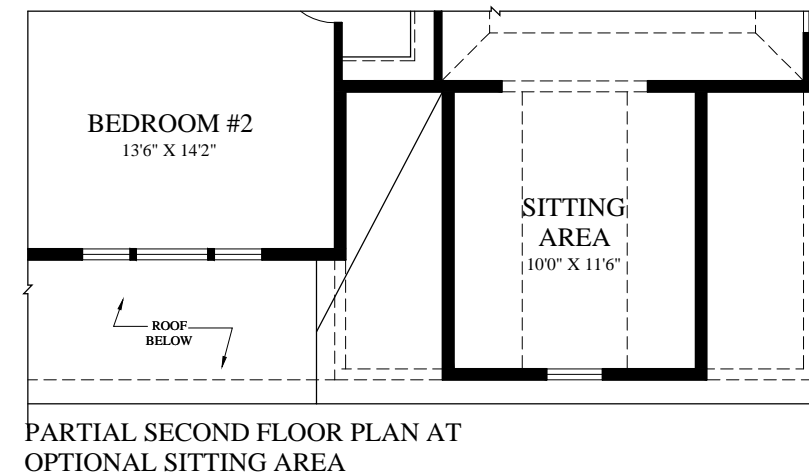 BEDROOM #2
13'6" X 14'2"
SITTING
AREA
10'0" X 11'6"
ROOF
BELOW
PARTIAL SECOND FLOOR PLAN AT
OPTIONAL SITTING AREA